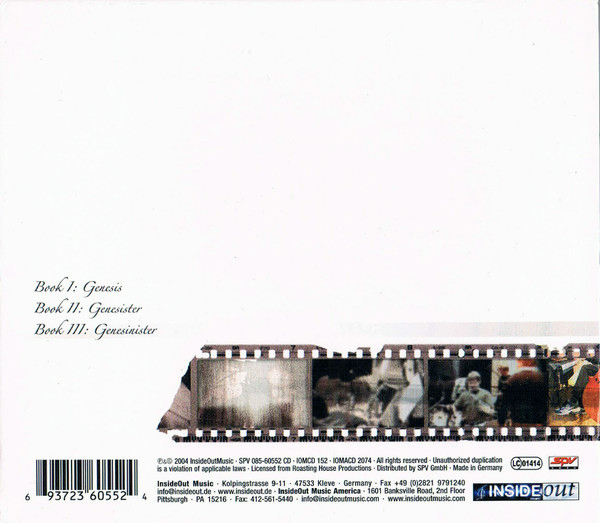 Book I: Genesis
Book II: Genesister
Book III: Genesinister
℗&© 2004 InsideOutMusic · SPV 085-60552 CD · IOMCD 152 · IOMACD 2074 · All rights reserved · Unauthorized duplication
is a violation of applicable laws · Licensed from Roasting House Productions · Distributed by SPV GmbH · Made in Germany
InsideOut Music · Kolpingstrasse 9-11 · 47533 Kleve · Germany · Fax +49 (0)2821 9791240
info@insideout.de · www.insideout.de · InsideOut Music America · 1601 Banksville Road, 2nd Floor
Pittsburgh · PA 15216 · Fax: 412-561-5440 · info@insideoutmusic.com · www.insideoutmusic.com
LC 01414
SPV
INSIDEout
6 93723 60552 4